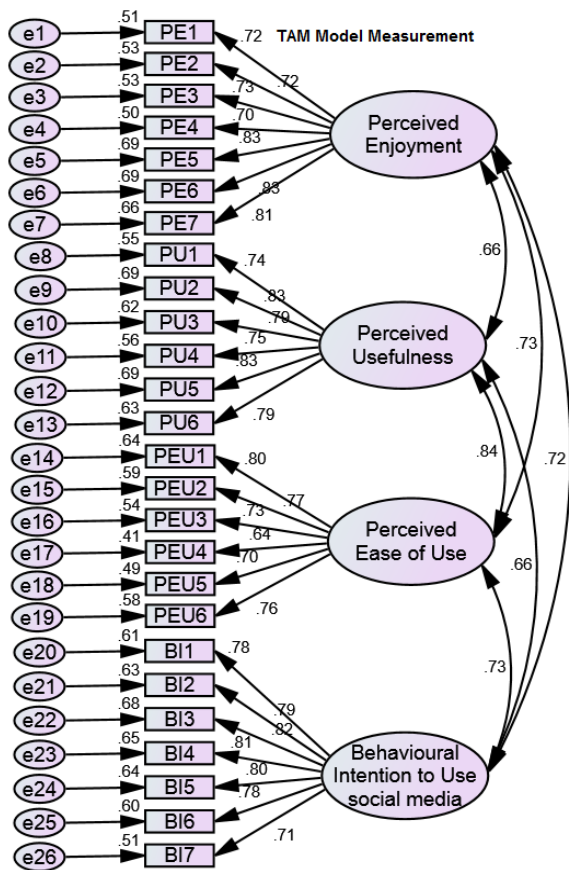 TAM Model Measurement
e1 .51 PE1 .72
e2 .53 PE2 .72
e3 .53 PE3 .73
e4 .50 PE4 .70
e5 .69 PE5 .83
e6 .69 PE6 .83
e7 .66 PE7 .81
Perceived
Enjoyment
e8 .55 PU1 .74
e9 .69 PU2 .83
e10 .62 PU3 .79
e11 .56 PU4 .75
e12 .69 PU5 .83
e13 .63 PU6 .79
Perceived
Usefulness
e14 .64 PEU1 .80
e15 .59 PEU2 .77
e16 .54 PEU3 .73
e17 .41 PEU4 .64
e18 .49 PEU5 .70
e19 .58 PEU6 .76
Perceived
Ease of Use
e20 .61 BI1 .78
e21 .63 BI2 .79
e22 .68 BI3 .82
e23 .65 BI4 .81
e24 .64 BI5 .80
e25 .60 BI6 .78
e26 .51 BI7 .71
Behavioural
Intention to Use
social media
.66
.73
.84
.72
.66
.73